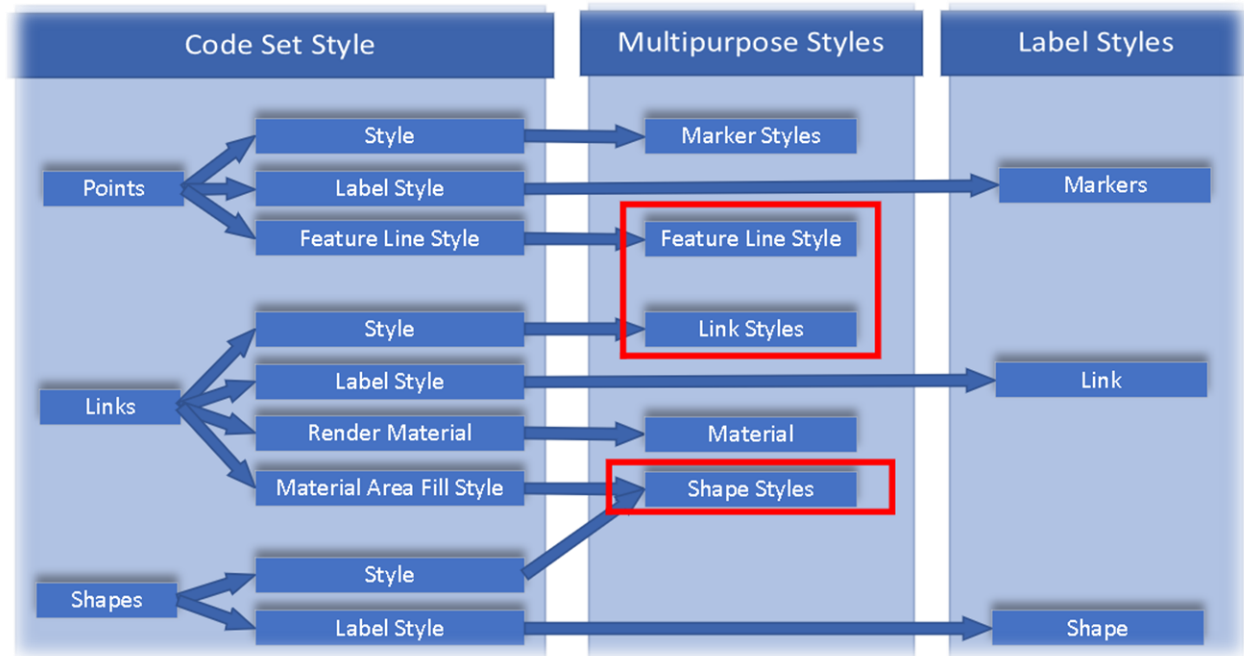 Code Set Style
Multipurpose Styles
Label Styles
Style
Marker Styles
Points
Label Style
Markers
Feature Line Style
Feature Line Style
Style
Link Styles
Links
Label Style
Link
Render Material
Material
Material Area Fill Style
Shape Styles
Style
Shapes
Label Style
Shape